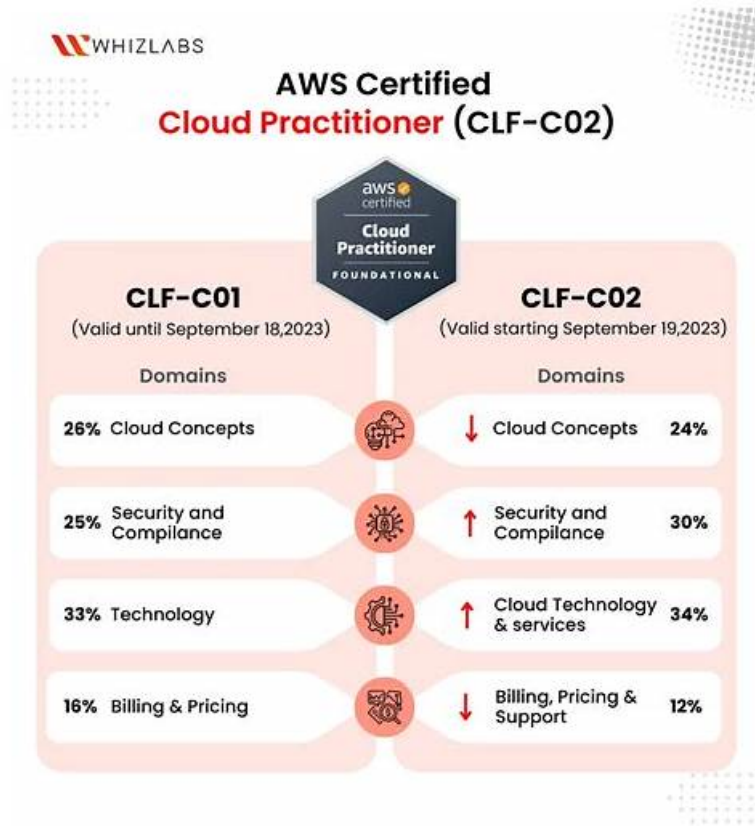 WHIZLABS
AWS Certified
Cloud Practitioner (CLF-C02)
aws
certified
Cloud
Practitioner
FOUNDATIONAL
CLF-C01
(Valid until September 18,2023)
Domains
26% Cloud Concepts
25% Security and
Compilance
33% Technology
16% Billing & Pricing
CLF-C02
(Valid starting September 19,2023)
Domains
↓ Cloud Concepts 24%
↑ Security and
Compilance 30%
↑ Cloud Technology
& services 34%
↓ Billing, Pricing &
Support 12%